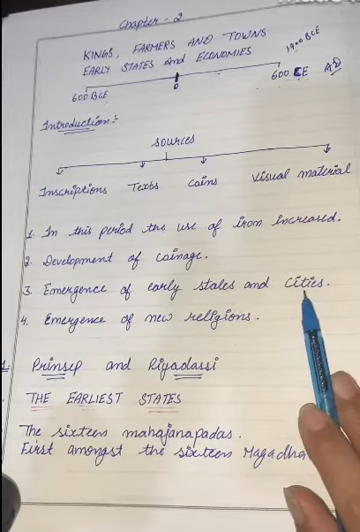 Chapter - 2
KINGS, FARMERS AND TOWNS
EARLY STATES and ECONOMIES
1900 BCE
600 BCE
0
600 CE AD
Introduction:-
Sources
Inscriptions Texts Coins Visual material
1. In this period the use of iron increased.
2. Development of coinage.
3. Emergence of early states and cities.
4. Emergence of new religions.
1. Prinsep and Piyadassi
THE EARLIEST STATES
The sixteen mahajanapadas.
First amongst the sixteen Magadha